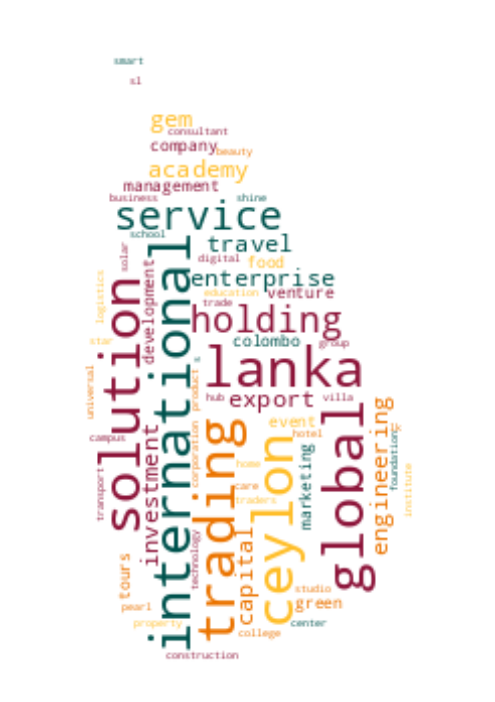 smart
sl
gem
consultant
company
beauty
academy
management
business
shine
service
school
travel
solar
digital
food
enterprise
development
logistics
education
venture
trade
holding
international
solution
star
colombo
group
lanka
s
universal
product
hub
export
villa
global
event
engineering
trading
ceylon
hotel
campus
investment
corporation
marketing
foundation
home
transport
care
institute
traders
technology
capital
tours
studio
pearl
green
property
center
college
construction